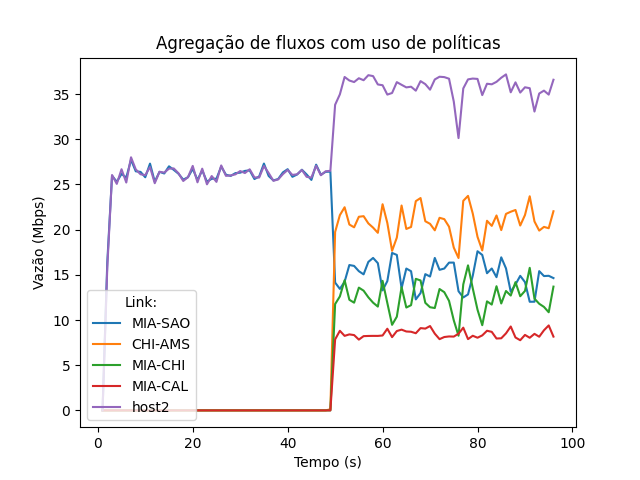 Agregação de fluxos com uso de políticas
Vazão (Mbps)
35
30
25
20
15
10
5
0
Link:
MIA-SAO
CHI-AMS
MIA-CHI
MIA-CAL
host2
0 20 40 60 80 100
Tempo (s)